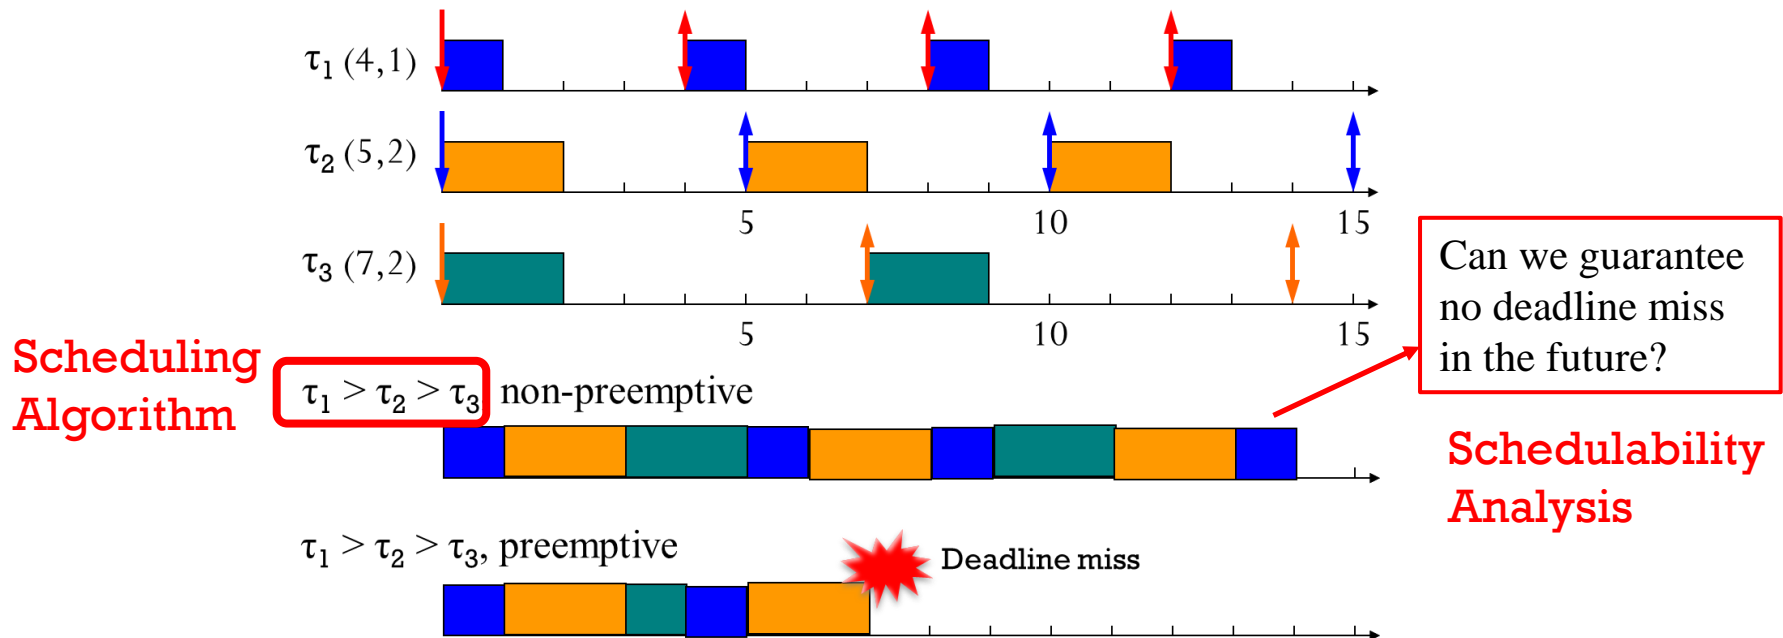 τ₁ (4,1)
τ₂ (5,2)
5 10 15
τ₃ (7,2)
5 10 15
Can we guarantee
no deadline miss
in the future?
Scheduling
Algorithm
τ₁ > τ₂ > τ₃ non-preemptive
Schedulability
Analysis
τ₁ > τ₂ > τ₃, preemptive
Deadline miss